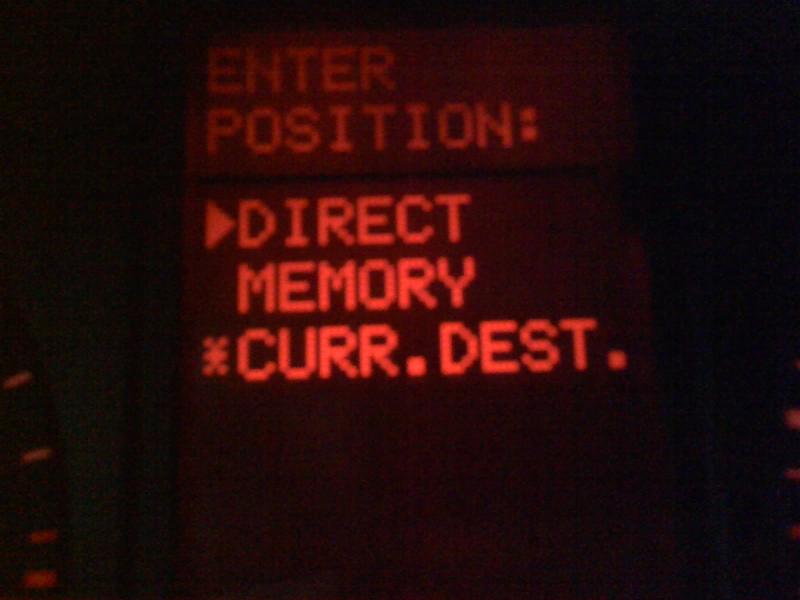 ENTER
POSITION:
▶DIRECT
MEMORY
*CURR.DEST.